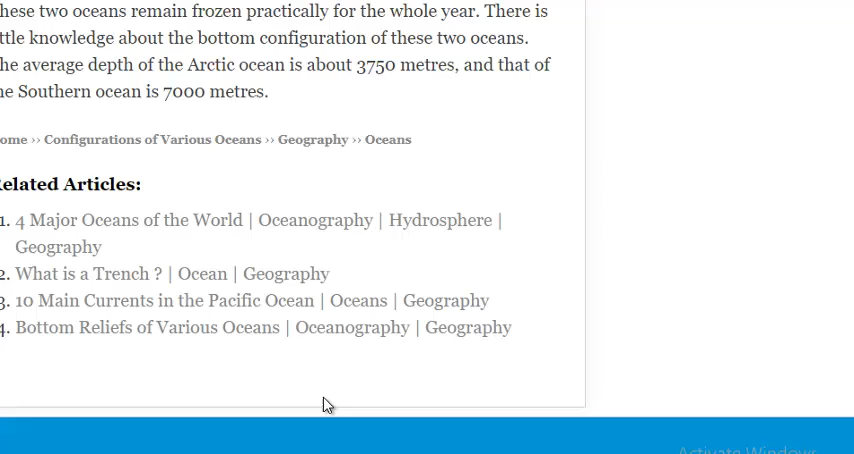 hese two oceans remain frozen practically for the whole year. There is
ttle knowledge about the bottom configuration of these two oceans.
he average depth of the Arctic ocean is about 3750 metres, and that of
he Southern ocean is 7000 metres.
ome ›› Configurations of Various Oceans ›› Geography ›› Oceans
Related Articles:
1. 4 Major Oceans of the World | Oceanography | Hydrosphere |
Geography
2. What is a Trench ? | Ocean | Geography
3. 10 Main Currents in the Pacific Ocean | Oceans | Geography
4. Bottom Reliefs of Various Oceans | Oceanography | Geography
Activate Windows